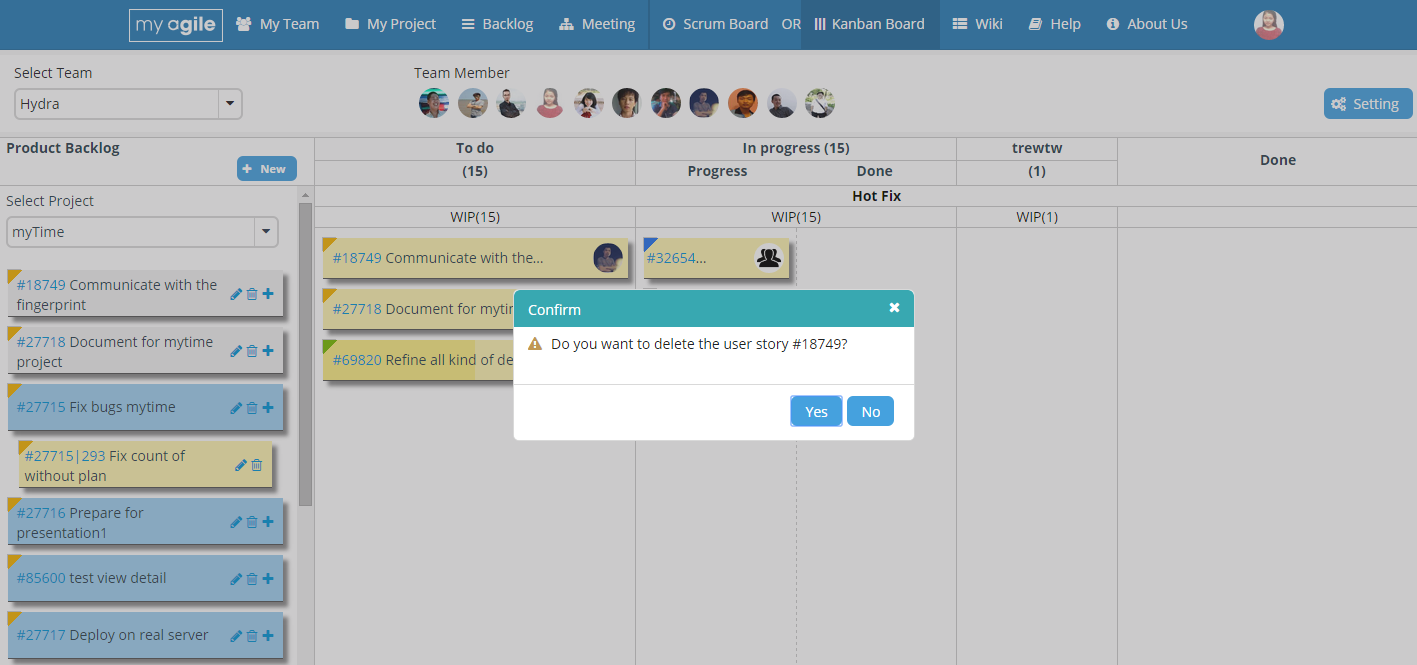 my agile My Team My Project Backlog Meeting Scrum Board OR Kanban Board Wiki Help About Us
Select Team Team Member
Hydra Setting
Product Backlog To do In progress (15) trewtw Done
New (15) Progress Done (1)
Select Project Hot Fix
myTime WIP(15) WIP(15) WIP(1)
#18749 Communicate with the... #32654...
#18749 Communicate with the
fingerprint
#27718 Document for mytim
#27718 Document for mytime
project
#69820 Refine all kind of de
Confirm
Do you want to delete the user story #18749?
Yes No
#27715 Fix bugs mytime
#27715|293 Fix count of
without plan
#27716 Prepare for
presentation1
#85600 test view detail
#27717 Deploy on real server